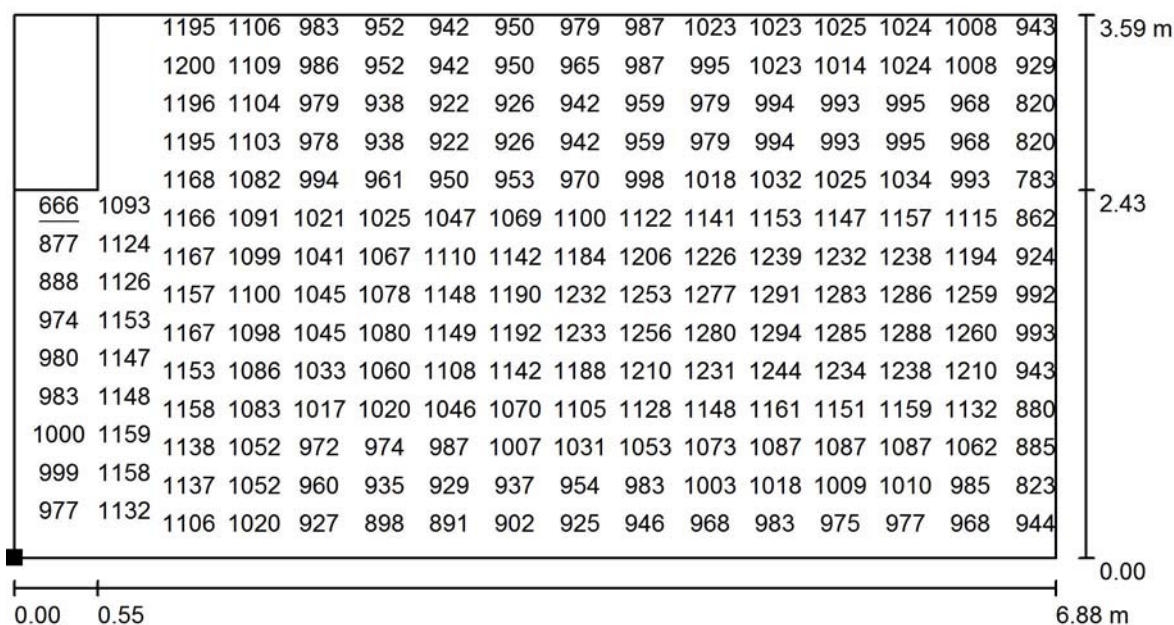 1195 1106 983 952 942 950 979 987 1023 1023 1025 1024 1008 943 3.59 m
1200 1109 986 952 942 950 965 987 995 1023 1014 1024 1008 929
1196 1104 979 938 922 926 942 959 979 994 993 995 968 820
1195 1103 978 938 922 926 942 959 979 994 993 995 968 820
1168 1082 994 961 950 953 970 998 1018 1032 1025 1034 993 783
2.43
666 1093 1166 1091 1021 1025 1047 1069 1100 1122 1141 1153 1147 1157 1115 862
877 1124 1167 1099 1041 1067 1110 1142 1184 1206 1226 1239 1232 1238 1194 924
888 1126 1157 1100 1045 1078 1148 1190 1232 1253 1277 1291 1283 1286 1259 992
974 1153 1167 1098 1045 1080 1149 1192 1233 1256 1280 1294 1285 1288 1260 993
980 1147 1153 1086 1033 1060 1108 1142 1188 1210 1231 1244 1234 1238 1210 943
983 1148 1158 1083 1017 1020 1046 1070 1105 1128 1148 1161 1151 1159 1132 880
1000 1159 1138 1052 972 974 987 1007 1031 1053 1073 1087 1087 1087 1062 885
999 1158 1137 1052 960 935 929 937 954 983 1003 1018 1009 1010 985 823
977 1132 1106 1020 927 898 891 902 925 946 968 983 975 977 968 944
0.00
0.00 0.55 6.88 m